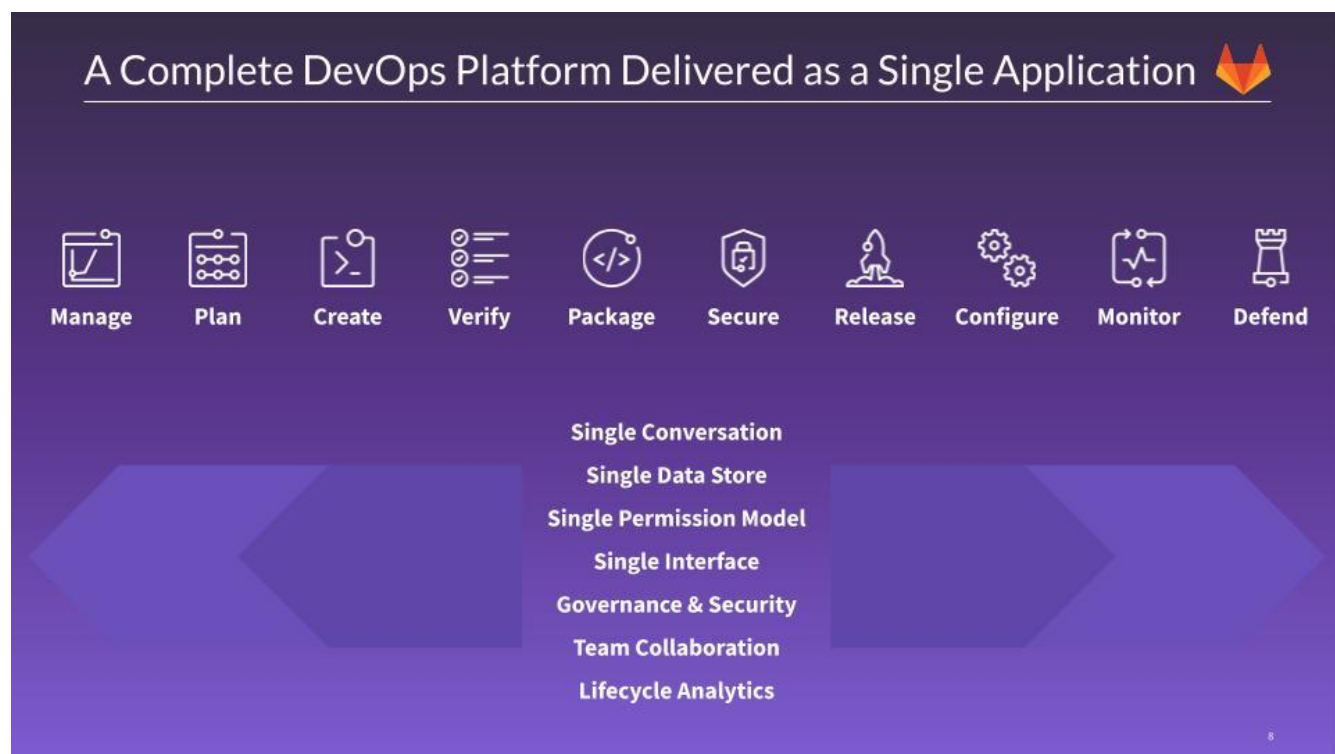 A Complete DevOps Platform Delivered as a Single Application
Manage Plan Create Verify Package Secure Release Configure Monitor Defend
Single Conversation
Single Data Store
Single Permission Model
Single Interface
Governance & Security
Team Collaboration
Lifecycle Analytics
8